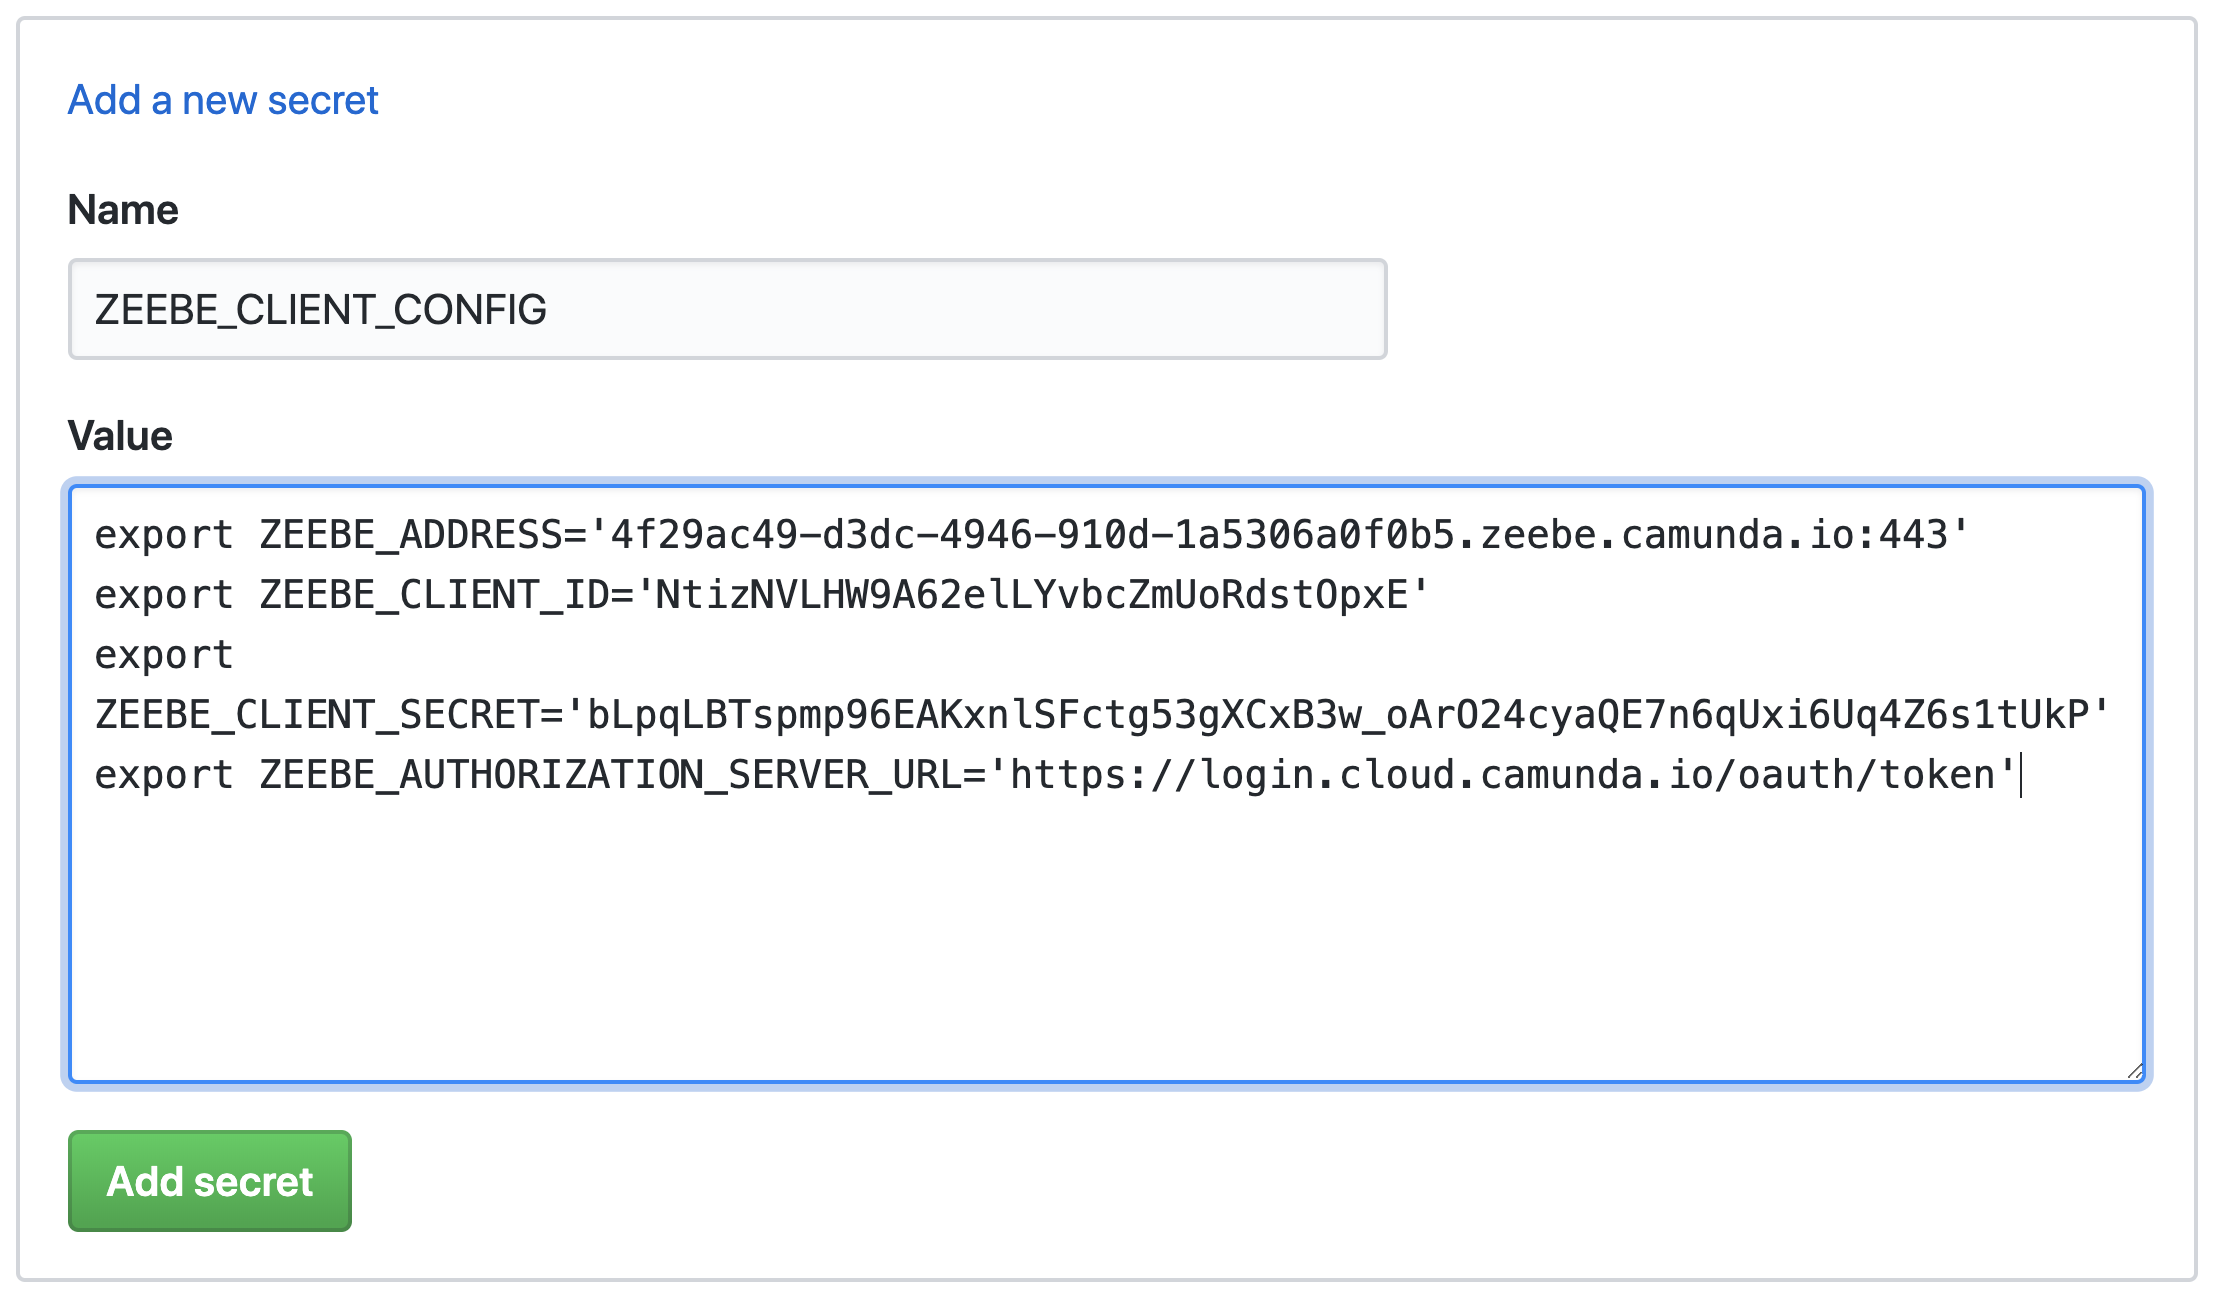 Add a new secret
Name
ZEEBE_CLIENT_CONFIG
Value
export ZEEBE_ADDRESS='4f29ac49-d3dc-4946-910d-1a5306a0f0b5.zeebe.camunda.io:443'
export ZEEBE_CLIENT_ID='NtizNVLHW9A62elLYvbcZmUoRdstOpxE'
export
ZEEBE_CLIENT_SECRET='bLpqLBTspmp96EAKxnlSFctg53gXCxB3w_oArO24cyaQE7n6qUxi6Uq4Z6s1tUkP'
export ZEEBE_AUTHORIZATION_SERVER_URL='https://login.cloud.camunda.io/oauth/token'
Add secret